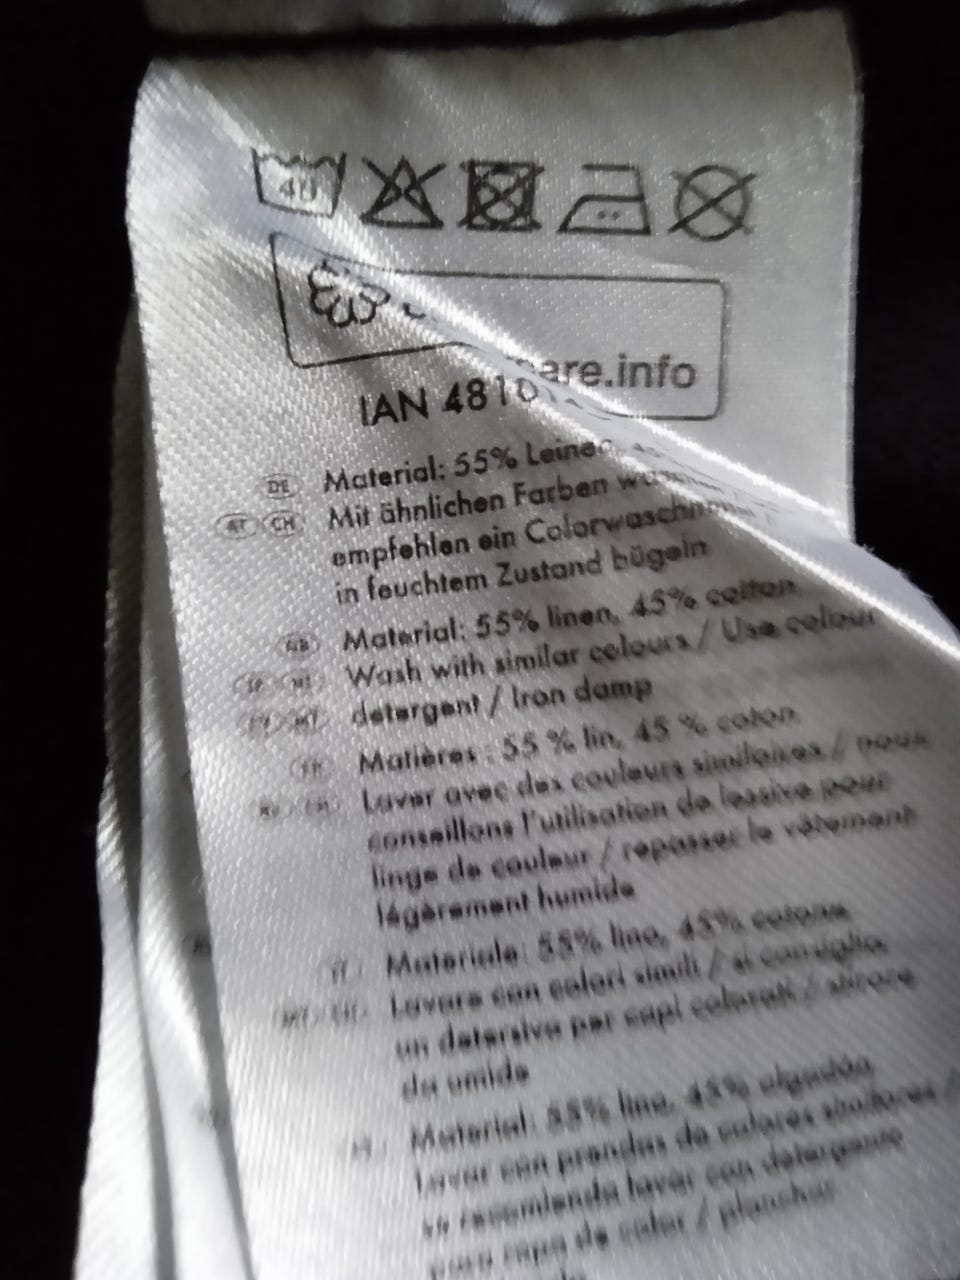 40
are.info
IAN 4810
DE Material: 55% Leinen,
AT CH Mit ähnlichen Farben
empfehlen ein
in feuchtem Zustand bügeln
GB Material: 55% linen, 45% cotton
Wash with similar colours / Use colour
detergent / Iron damp
FR Matières : 55 % lin, 45 % coton
Laver avec des couleurs similaires / nous
conseillons l'utilisation de lessive pour
linge de couleur / repasser le vêtement
légèrement humide
IT Materiale: 55% lino, 45% cotone
Lavare con colori simili / si consiglia
un detersivo per capi colorati / stirare
da umido
Material: 55% lino, 45% algodón
Lavar con prendas de colores similares /
se recomienda lavar con detergente
para ropa de color / planchar